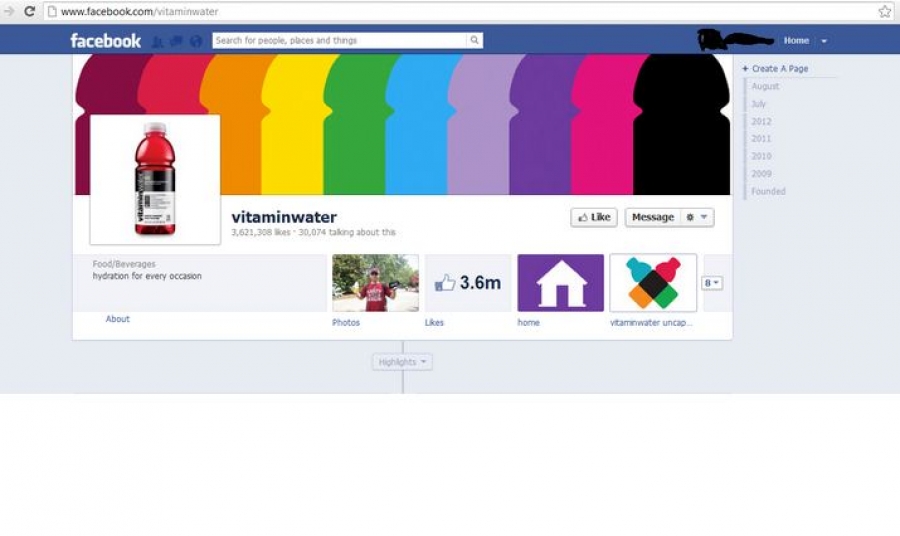 www.facebook.com/vitaminwater
facebook
Search for people, places and things
Home
+ Create A Page
August
July
2012
2011
2010
2009
Founded
vitaminwater
vitaminwater
3,621,308 likes · 30,074 talking about this
Like
Message
Food/Beverages
hydration for every occasion
About
Photos
3.6m
Likes
home
vitaminwater uncap...
8
Highlights